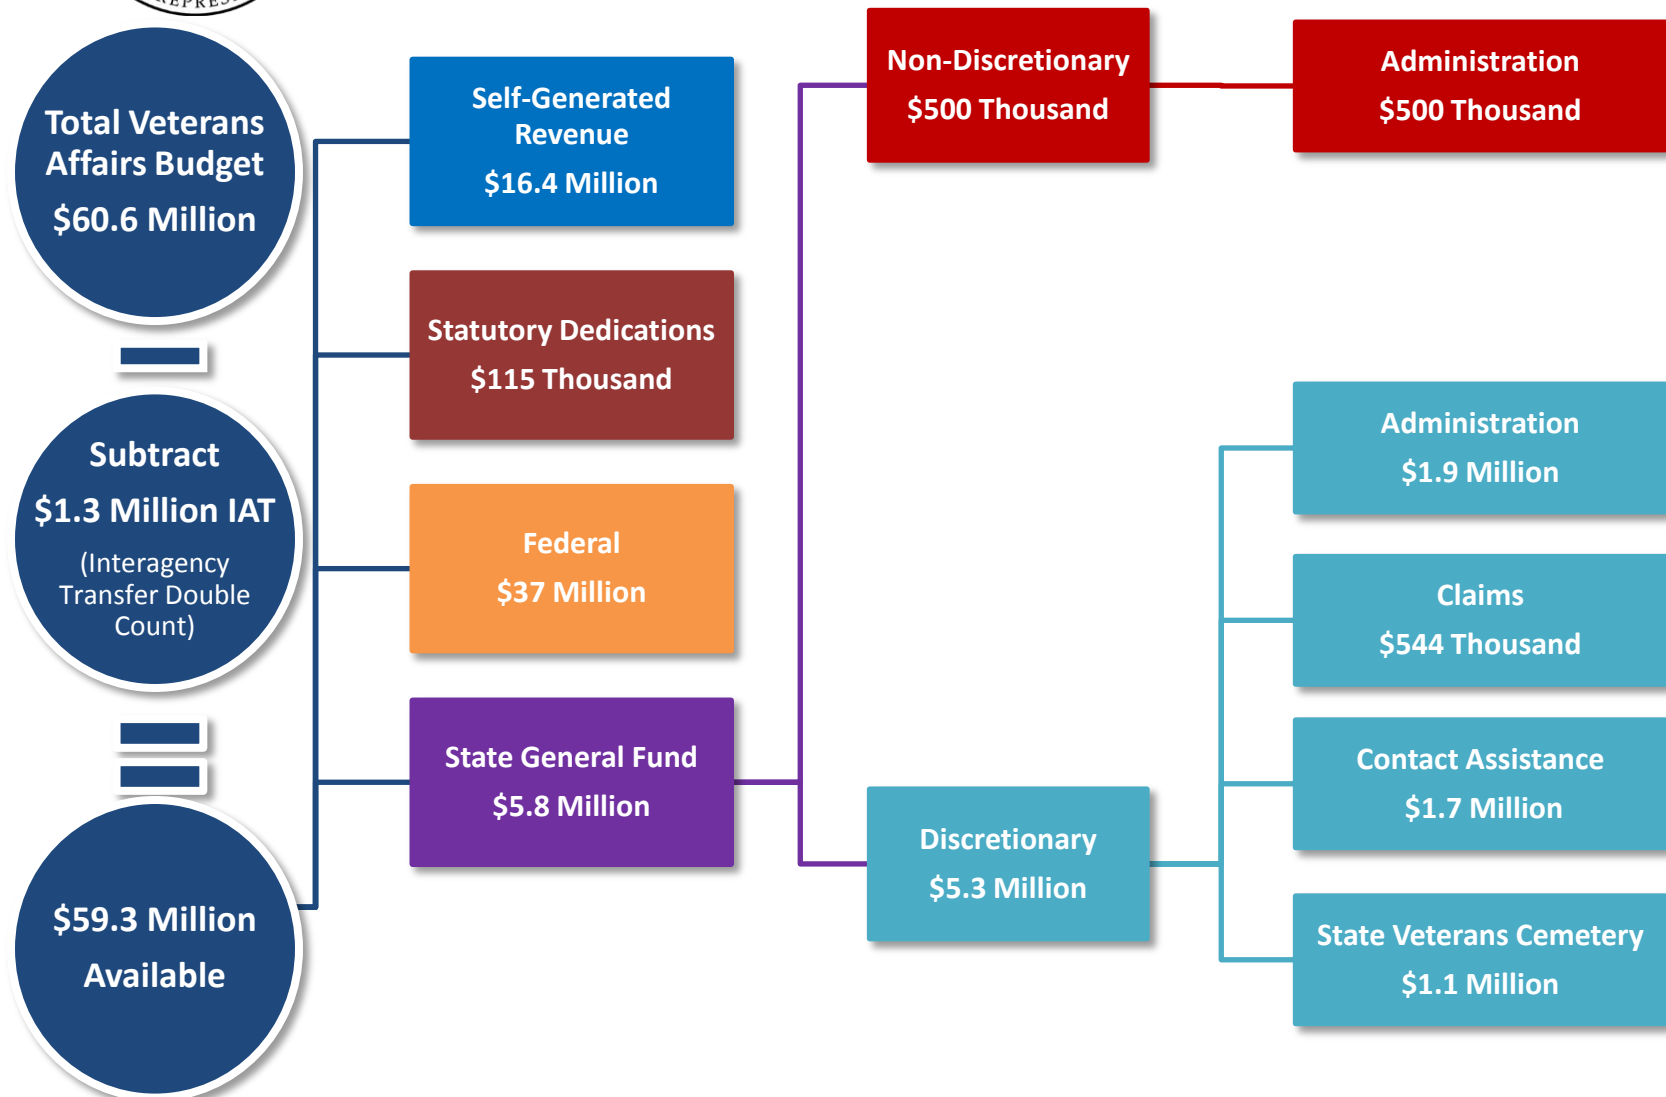 Total Veterans
Affairs Budget
$60.6 Million
Subtract
$1.3 Million IAT
(Interagency
Transfer Double
Count)
$59.3 Million
Available
Self-Generated
Revenue
$16.4 Million
Statutory Dedications
$115 Thousand
Federal
$37 Million
State General Fund
$5.8 Million
Non-Discretionary
$500 Thousand
Discretionary
$5.3 Million
Administration
$500 Thousand
Administration
$1.9 Million
Claims
$544 Thousand
Contact Assistance
$1.7 Million
State Veterans Cemetery
$1.1 Million